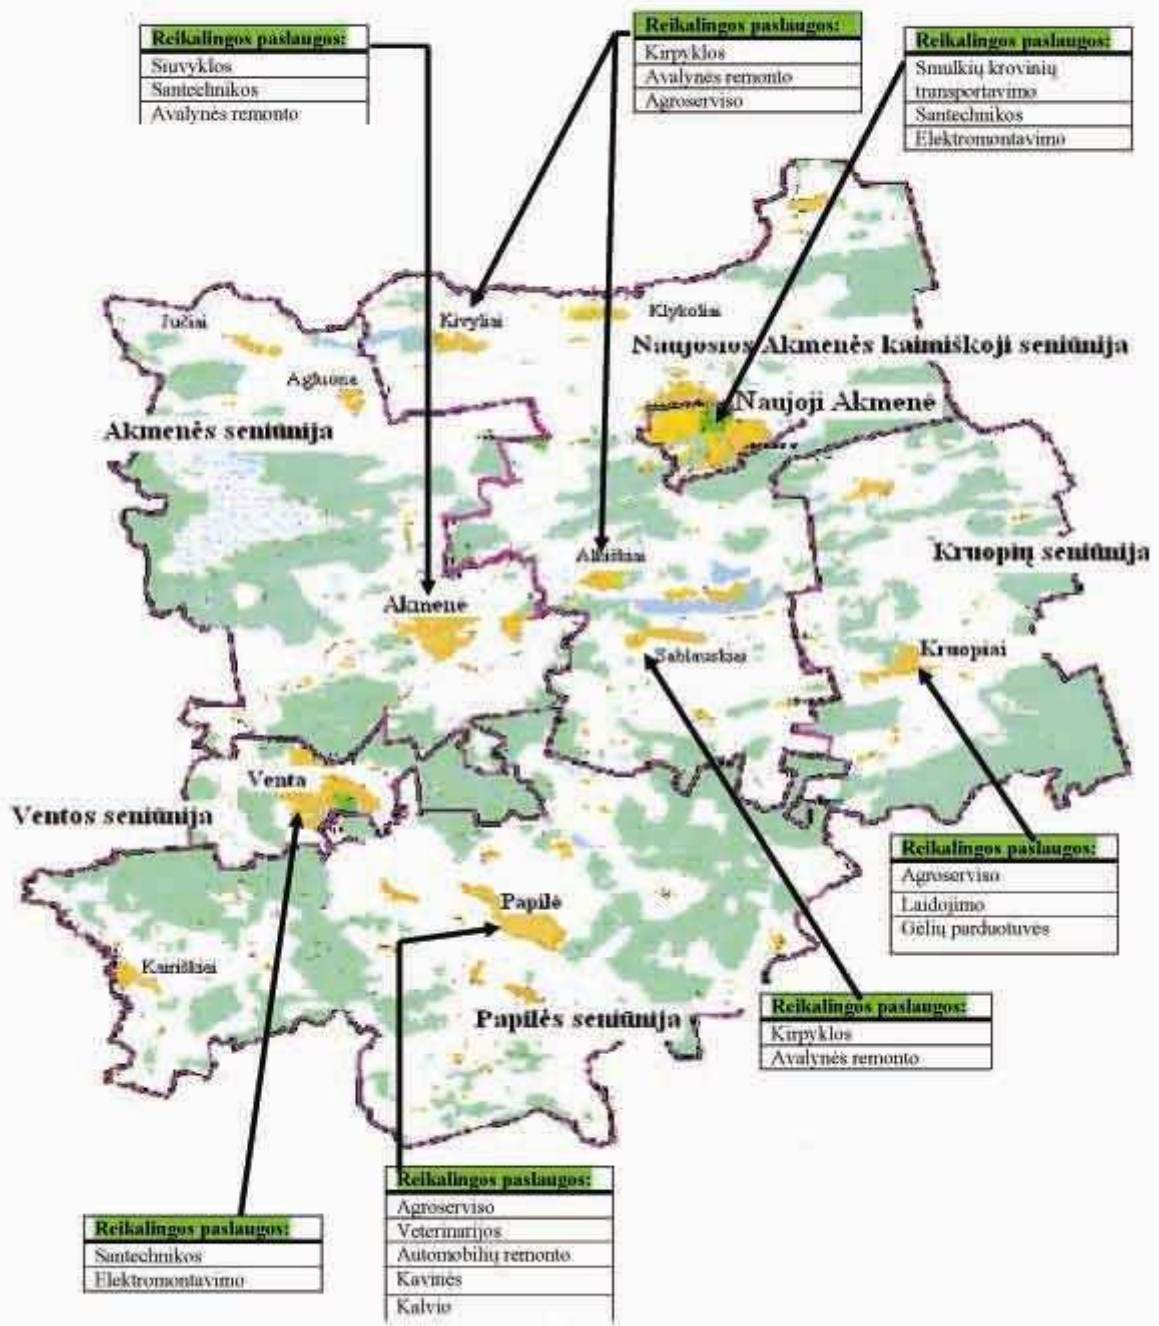 Reikalingos paslaugos:
Siuvyklos
Santechnikos
Avalynės remonto
Reikalingos paslaugos:
Kirpyklos
Avalynės remonto
Agroserviso
Reikalingos paslaugos:
Smulkių krovinių
transportavimo
Santechnikos
Elektromontavimo
Jučiai
Kivyliai
Klykoliai
Naujosios Akmenės kaimiškoji seniūnija
Agluona
Naujoji Akmenė
Akmenės seniūnija
Alkiškiai
Kruopių seniūnija
Akmenė
Sablauskiai
Kruopiai
Venta
Ventos seniūnija
Reikalingos paslaugos:
Agroserviso
Laidojimo
Gėlių parduotuvės
Papilė
Kairiškiai
Papilės seniūnija
Reikalingos paslaugos:
Kirpyklos
Avalynės remonto
Reikalingos paslaugos:
Agroserviso
Veterinarijos
Automobilių remonto
Kavinės
Kalvio
Reikalingos paslaugos:
Santechnikos
Elektromontavimo